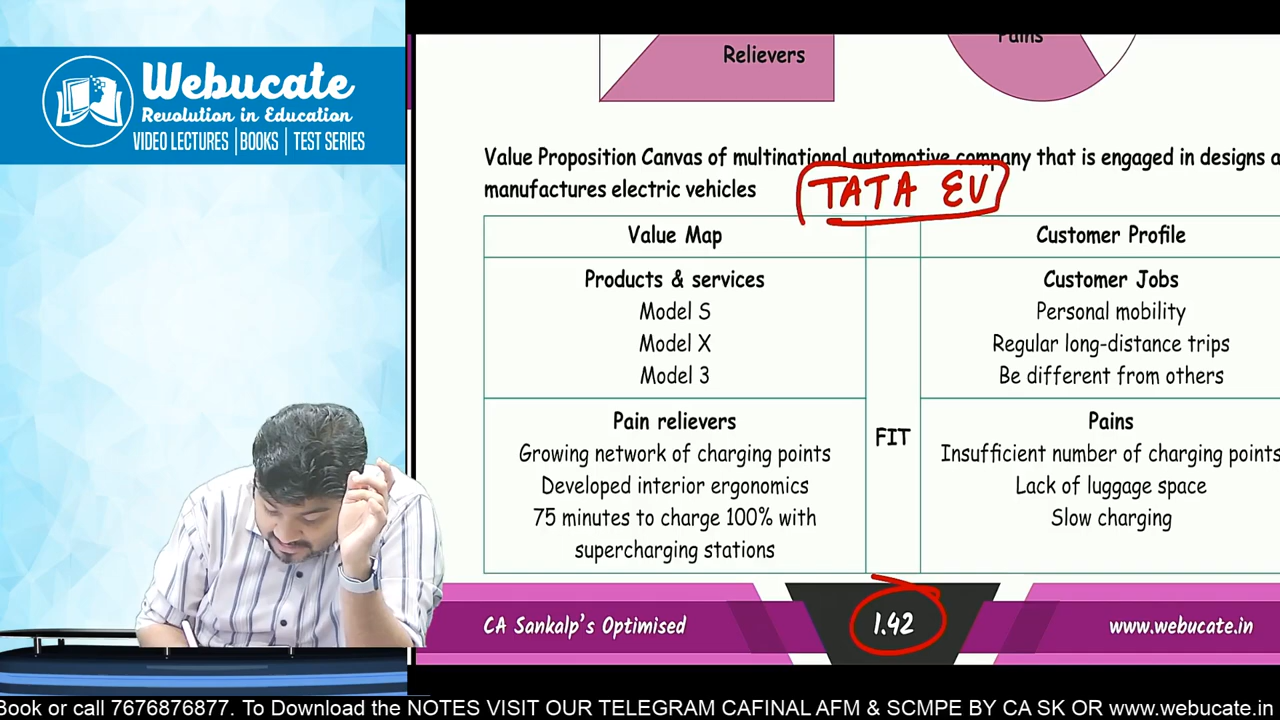 Webucate
Revolution in Education
VIDEO LECTURES | BOOKS | TEST SERIES
Relievers
Pains
Value Proposition Canvas of multinational automotive company that is engaged in designs a
manufactures electric vehicles
TATA EV
Value Map
Customer Profile
Products & services
Model S
Model X
Model 3
Customer Jobs
Personal mobility
Regular long-distance trips
Be different from others
Pain relievers
Growing network of charging points
Developed interior ergonomics
75 minutes to charge 100% with
supercharging stations
FIT
Pains
Insufficient number of charging points
Lack of luggage space
Slow charging
CA Sankalp's Optimised
1.42
www.webucate.in
Book or call 7676876877. To Download the NOTES VISIT OUR TELEGRAM CAFINAL AFM & SCMPE BY CA SK OR www.webucate.in